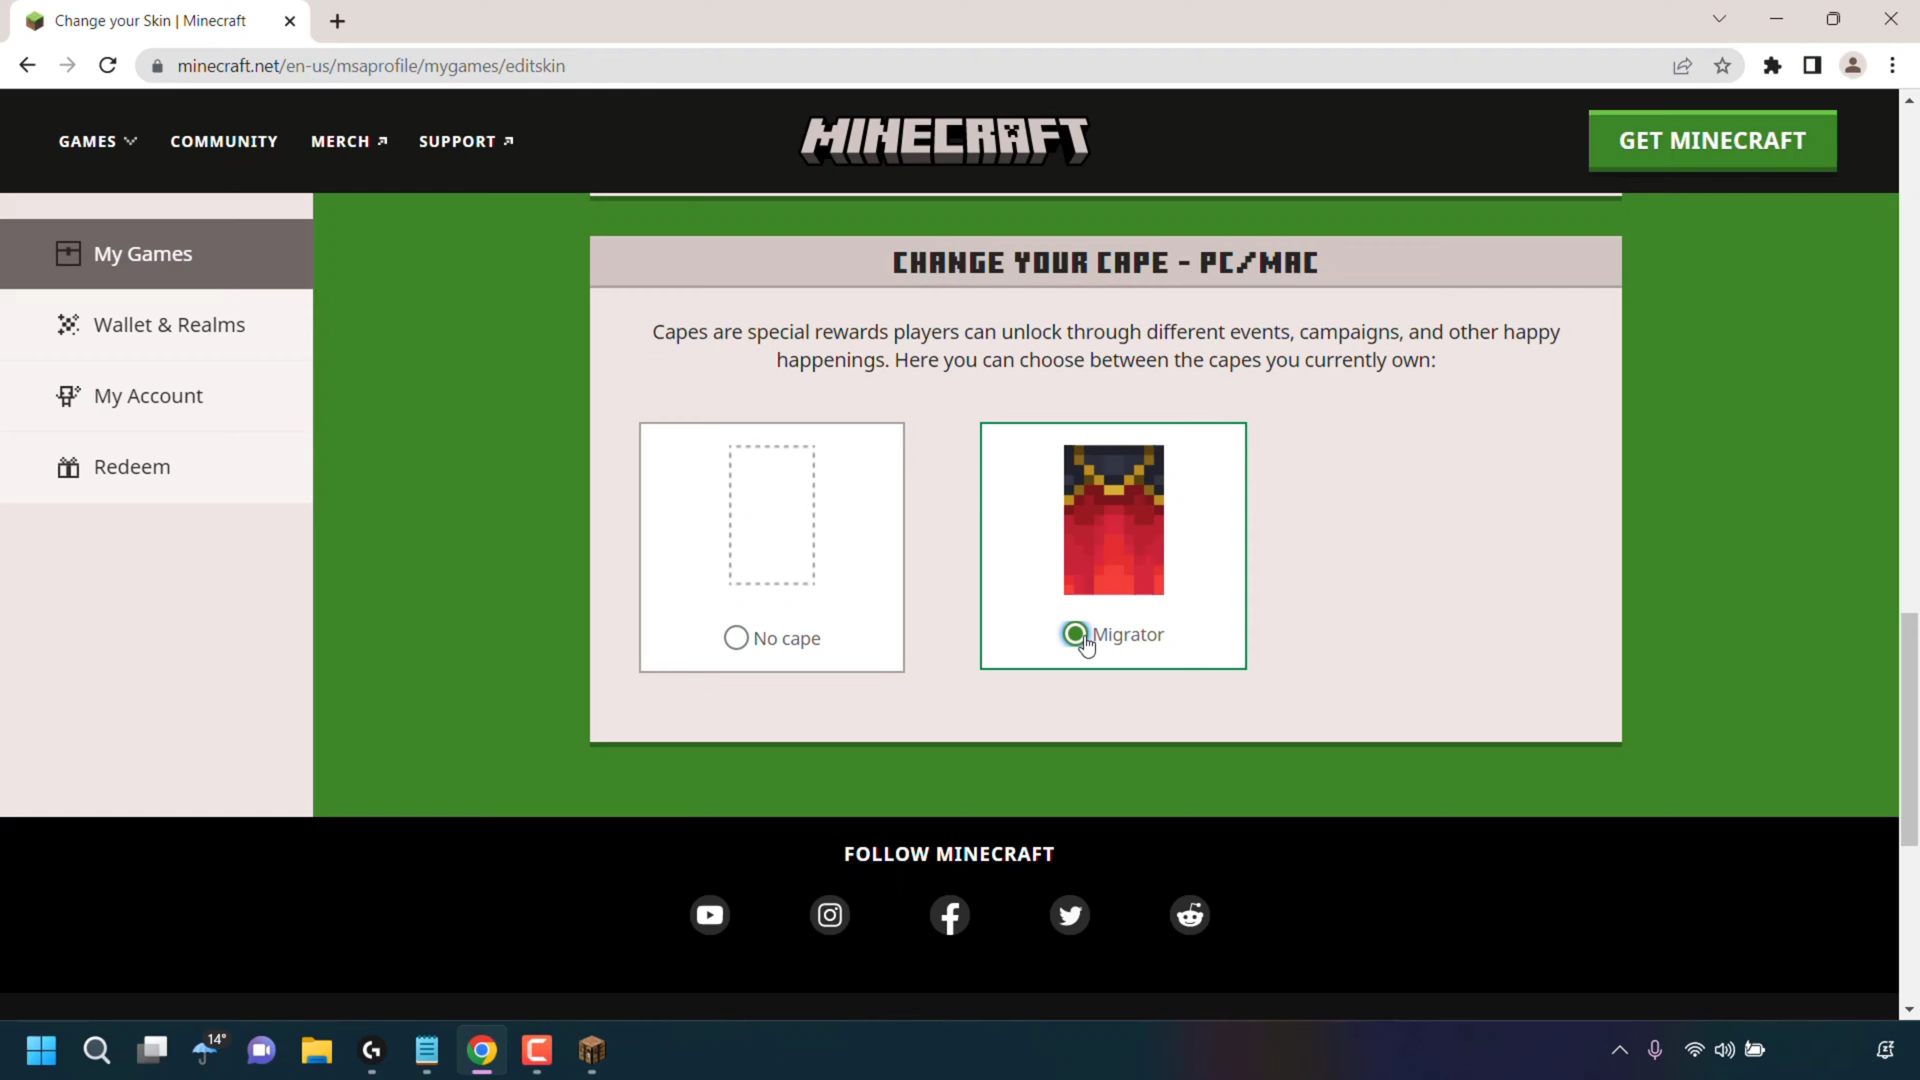 Change your Skin | Minecraft
minecraft.net/en-us/msaprofile/mygames/editskin
GAMES
COMMUNITY
MERCH
SUPPORT
MINECRAFT
GET MINECRAFT
My Games
Wallet & Realms
My Account
Redeem
CHANGE YOUR CAPE - PC/MAC
Capes are special rewards players can unlock through different events, campaigns, and other happy
happenings. Here you can choose between the capes you currently own:
No cape
Migrator
FOLLOW MINECRAFT
14°